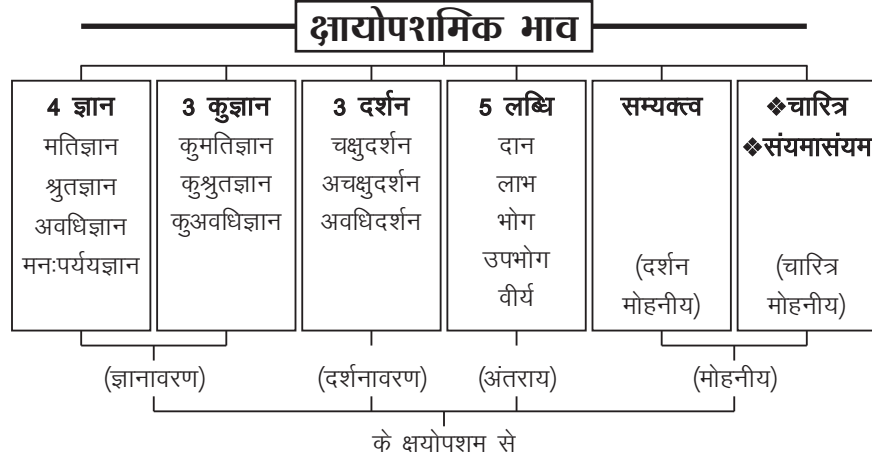 क्षायोपशमिक भाव
4 ज्ञान
मतिज्ञान
श्रुतज्ञान
अवधिज्ञान
मनःपर्ययज्ञान
3 कुज्ञान
कुमतिज्ञान
कुश्रुतज्ञान
कुअवधिज्ञान
3 दर्शन
चक्षुदर्शन
अचक्षुदर्शन
अवधिदर्शन
5 लब्धि
दान
लाभ
भोग
उपभोग
वीर्य
सम्यक्त्व
(दर्शन
मोहनीय)
❖चारित्र
❖संयमासंयम
(चारित्र
मोहनीय)
(ज्ञानावरण)
(दर्शनावरण)
(अंतराय)
(मोहनीय)
के क्षयोपशम से